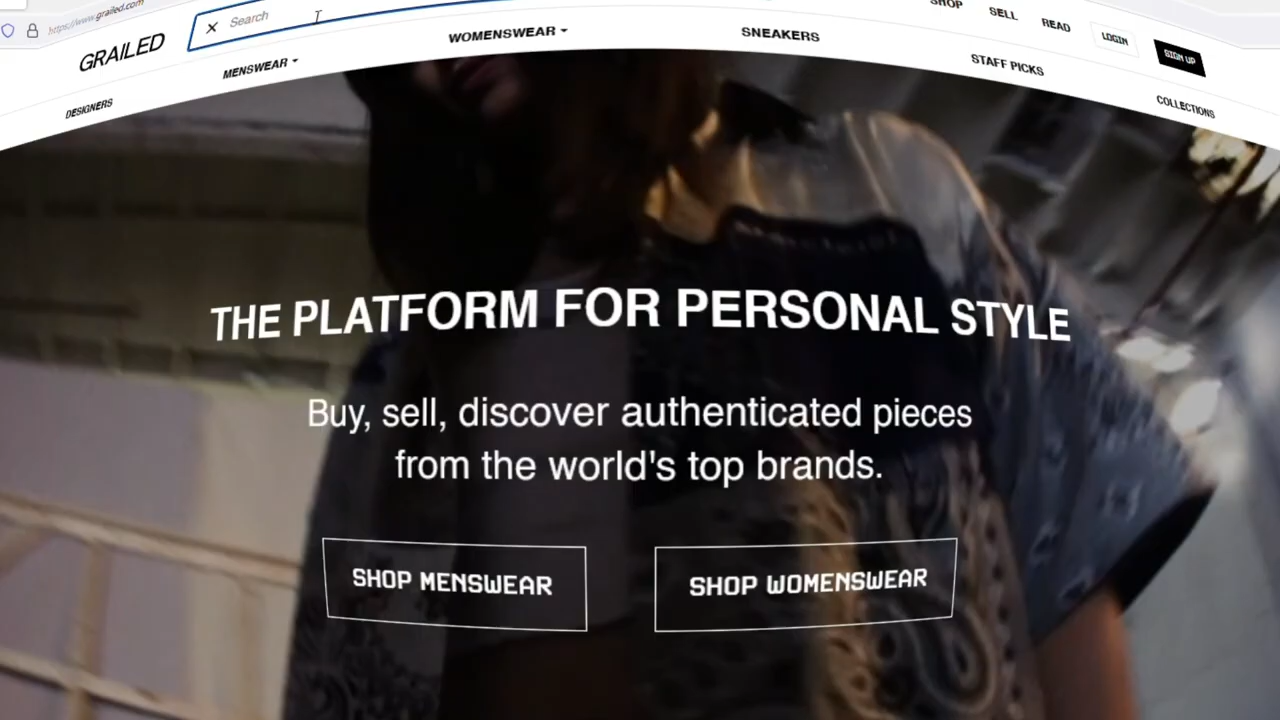 https://www.grailed.com
GRAILED
Search
SHOP
SELL
READ
LOGIN
SIGN UP
DESIGNERS
MENSWEAR
WOMENSWEAR
SNEAKERS
STAFF PICKS
COLLECTIONS
THE PLATFORM FOR PERSONAL STYLE
Buy, sell, discover authenticated pieces
from the world's top brands.
SHOP MENSWEAR
SHOP WOMENSWEAR